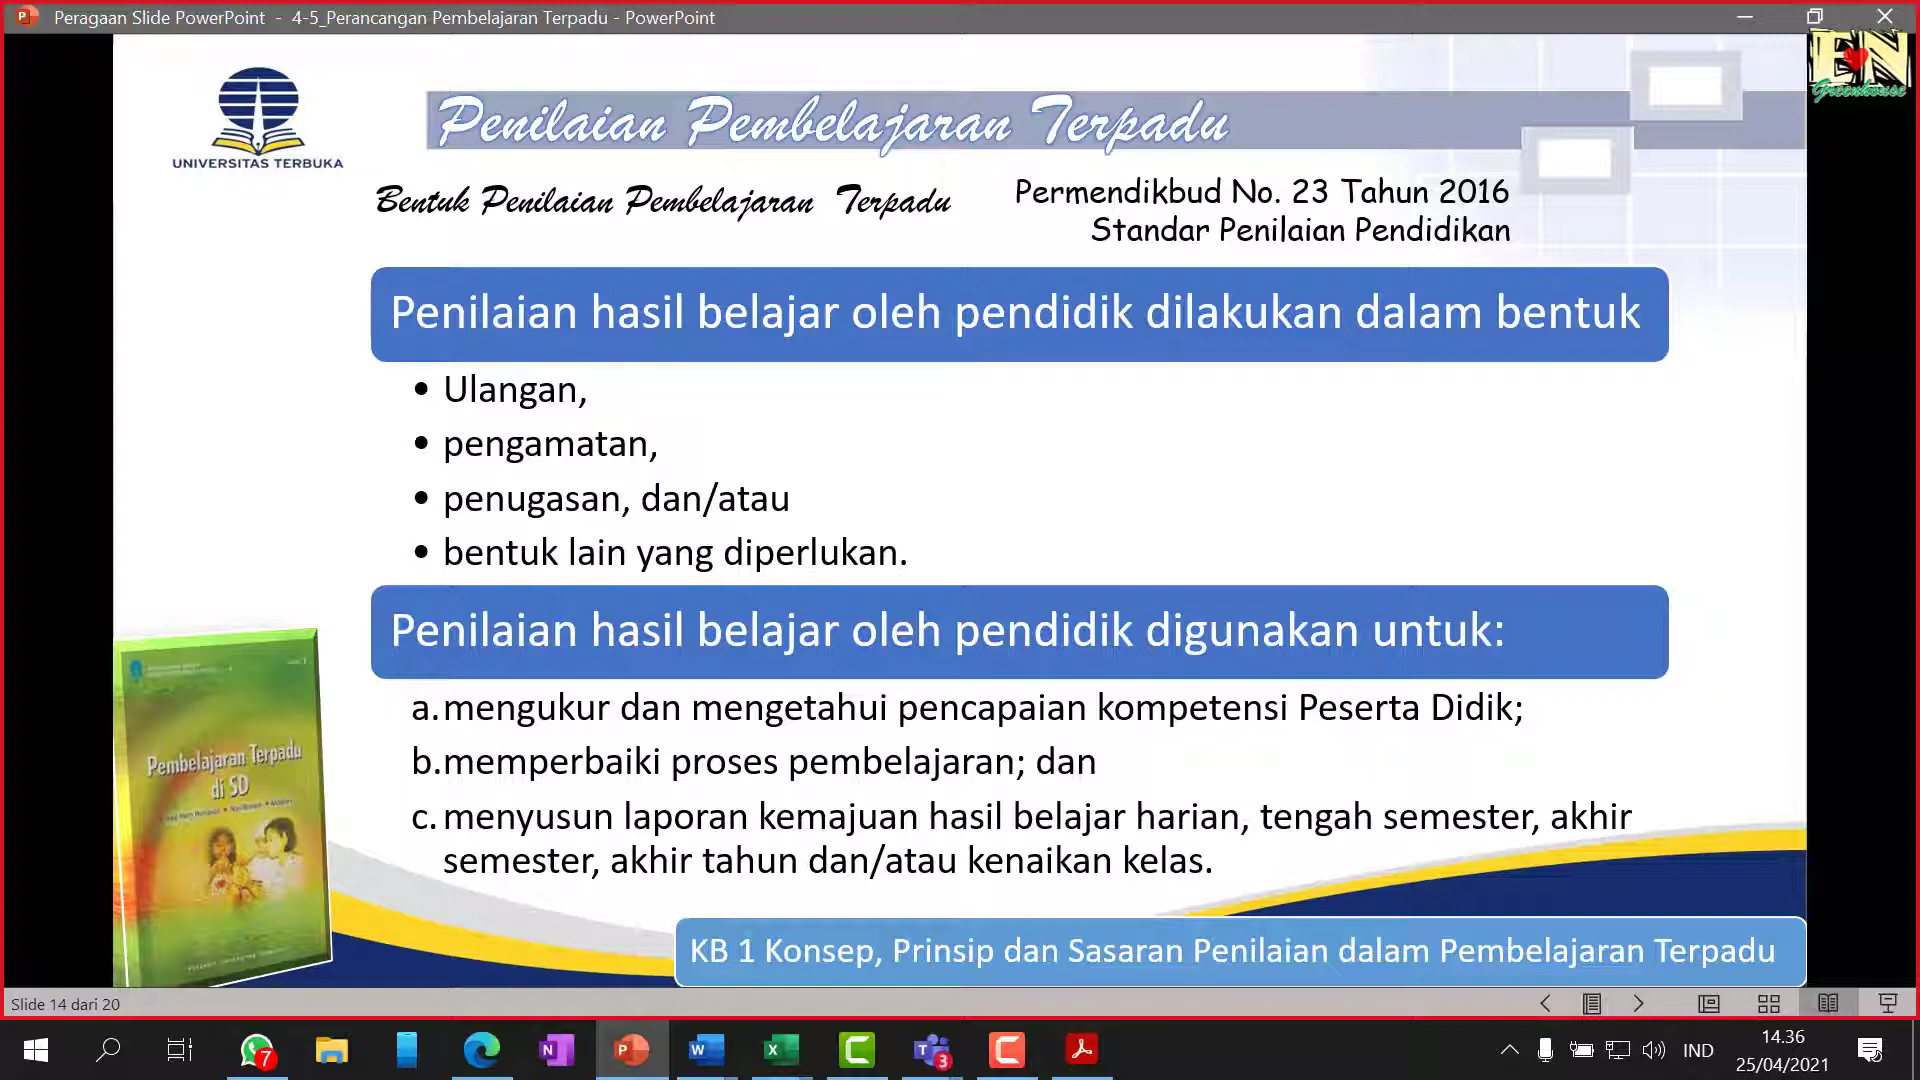 Peragaan Slide PowerPoint - 4-5_Perancangan Pembelajaran Terpadu - PowerPoint
EN
Greenhouse
UNIVERSITAS TERBUKA
Penilaian Pembelajaran Terpadu
Bentuk Penilaian Pembelajaran Terpadu
Permendikbud No. 23 Tahun 2016
Standar Penilaian Pendidikan
Penilaian hasil belajar oleh pendidik dilakukan dalam bentuk
• Ulangan,
• pengamatan,
• penugasan, dan/atau
• bentuk lain yang diperlukan.
Penilaian hasil belajar oleh pendidik digunakan untuk:
a. mengukur dan mengetahui pencapaian kompetensi Peserta Didik;
b. memperbaiki proses pembelajaran; dan
c. menyusun laporan kemajuan hasil belajar harian, tengah semester, akhir
semester, akhir tahun dan/atau kenaikan kelas.
Pembelajaran Terpadu
di SD
KB 1 Konsep, Prinsip dan Sasaran Penilaian dalam Pembelajaran Terpadu
Slide 14 dari 20
7
3
IND
14.36
25/04/2021